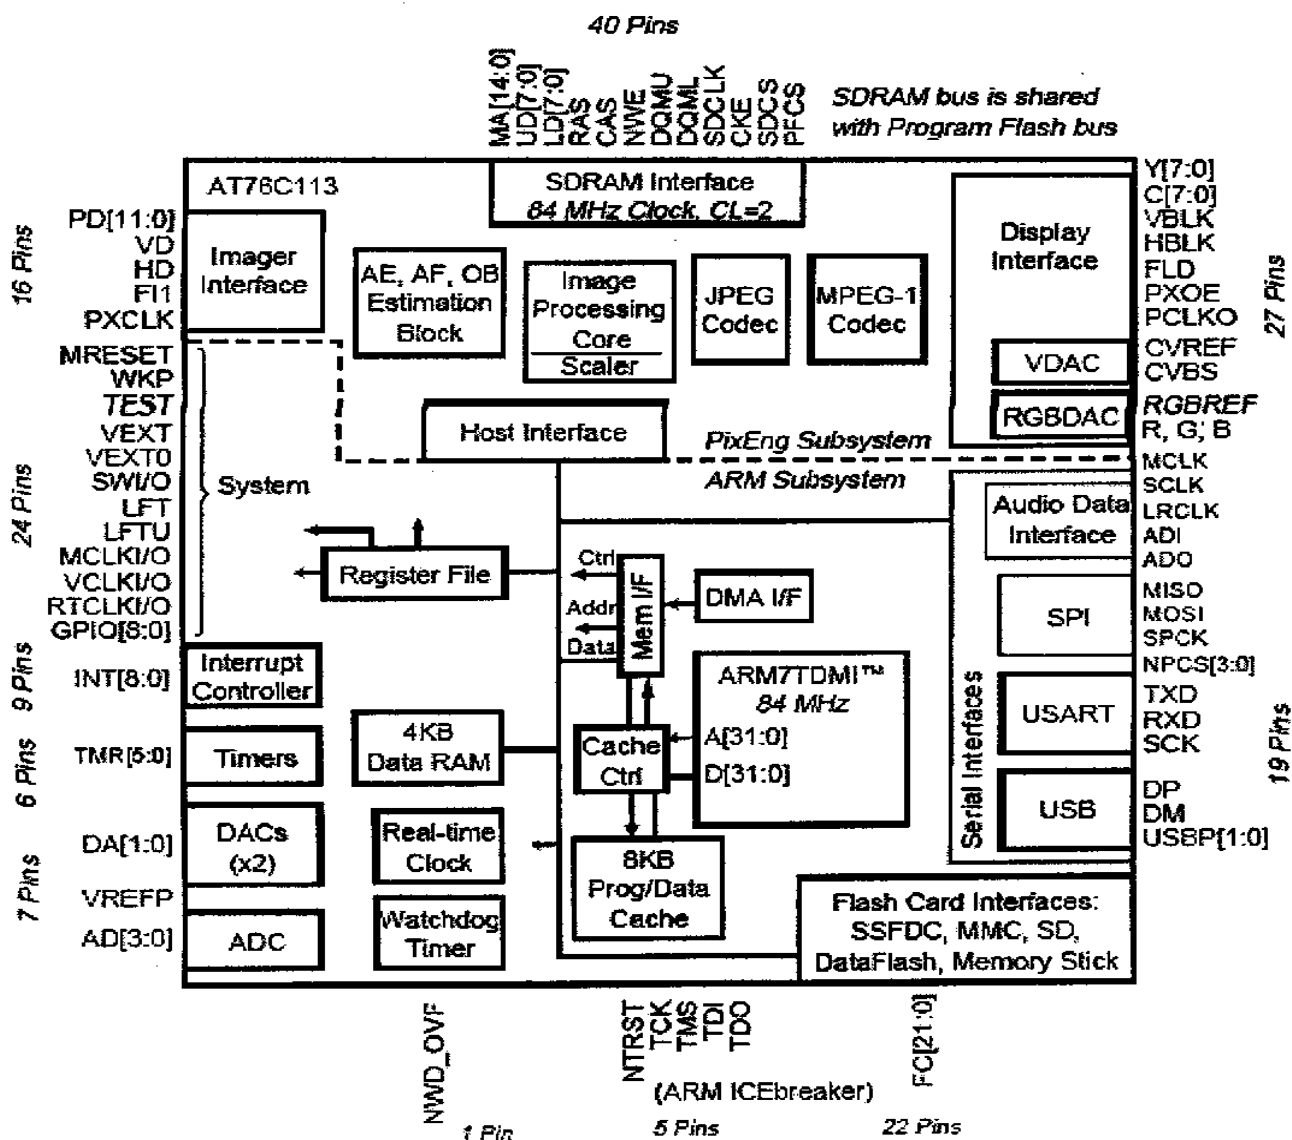 40 Pins
MA[14:0]
UD[7:0]
LD[7:0]
RAS
CAS
NWE
DQMU
DQML
SDCLK
CKE
SDCS
PFCS
SDRAM bus is shared
with Program Flash bus
AT76C113
SDRAM Interface
84 MHz Clock, CL=2
16 Pins
PD[11:0]
VD
HD
FI1
PXCLK
Imager
Interface
AE, AF, OB
Estimation
Block
Image
Processing
Core
Scaler
JPEG
Codec
MPEG-1
Codec
Display
Interface
VDAC
RGBDAC
Y[7:0]
C[7:0]
VBLK
HBLK
FLD
PXOE
PCLKO
CVREF
CVBS
RGBREF
R, G, B
27 Pins
Host Interface
PixEng Subsystem
ARM Subsystem
24 Pins
MRESET
WKP
TEST
VEXT
VEXT0
SWI/O
LFT
LFTU
MCLKI/O
VCLKI/O
RTCLKI/O
GPIO[8:0]
System
Register File
Ctrl
Addr
Data
Mem I/F
DMA I/F
MCLK
SCLK
LRCLK
ADI
ADO
MISO
MOSI
SPCK
NPCS[3:0]
TXD
RXD
SCK
DP
DM
USBP[1:0]
19 Pins
Audio Data
Interface
SPI
USART
USB
Serial Interfaces
9 Pins
INT[8:0]
Interrupt
Controller
6 Pins
TMR[5:0]
Timers
4KB
Data RAM
Cache
Ctrl
ARM7TDMI™
84 MHz
A[31:0]
D[31:0]
7 Pins
DA[1:0]
VREFP
AD[3:0]
DACs
(x2)
ADC
Real-time
Clock
Watchdog
Timer
8KB
Prog/Data
Cache
Flash Card Interfaces:
SSFDC, MMC, SD,
DataFlash, Memory Stick
NWD_OVF
NTRST
TCK
TMS
TDI
TDO
FC[21:0]
(ARM ICEbreaker)
1 Pin
5 Pins
22 Pins